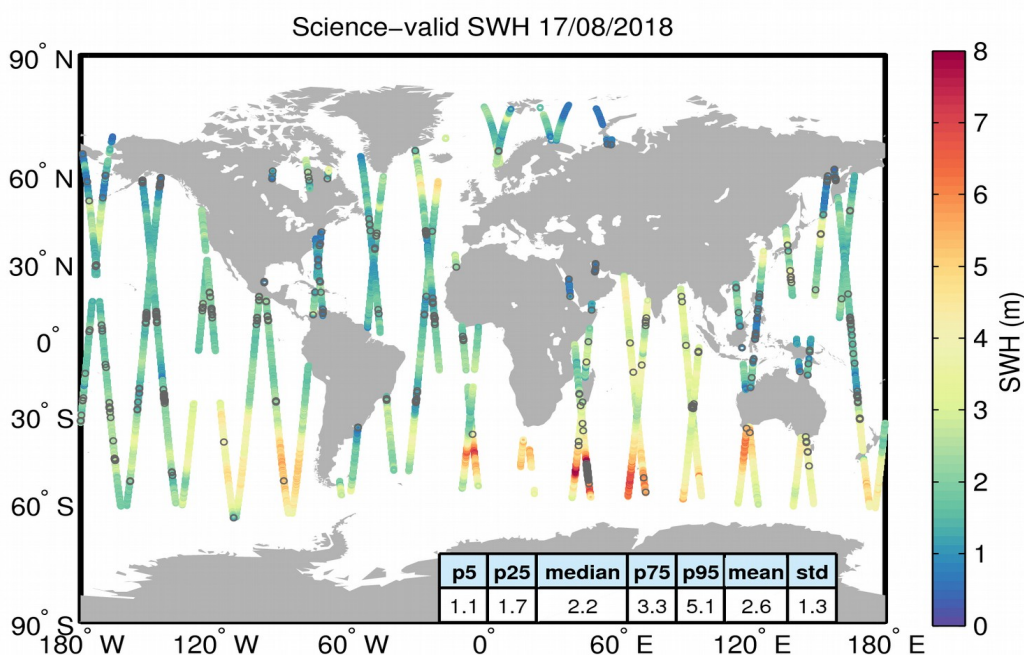 Science−valid SWH 17/08/2018
90° N
60° N
30° N
0°
30° S
60° S
90° S
180° W
120° W
60° W
0°
60° E
120° E
180° E
p5 p25 median p75 p95 mean std
1.1 1.7 2.2 3.3 5.1 2.6 1.3
8
7
6
5
4
3
2
1
0
SWH (m)